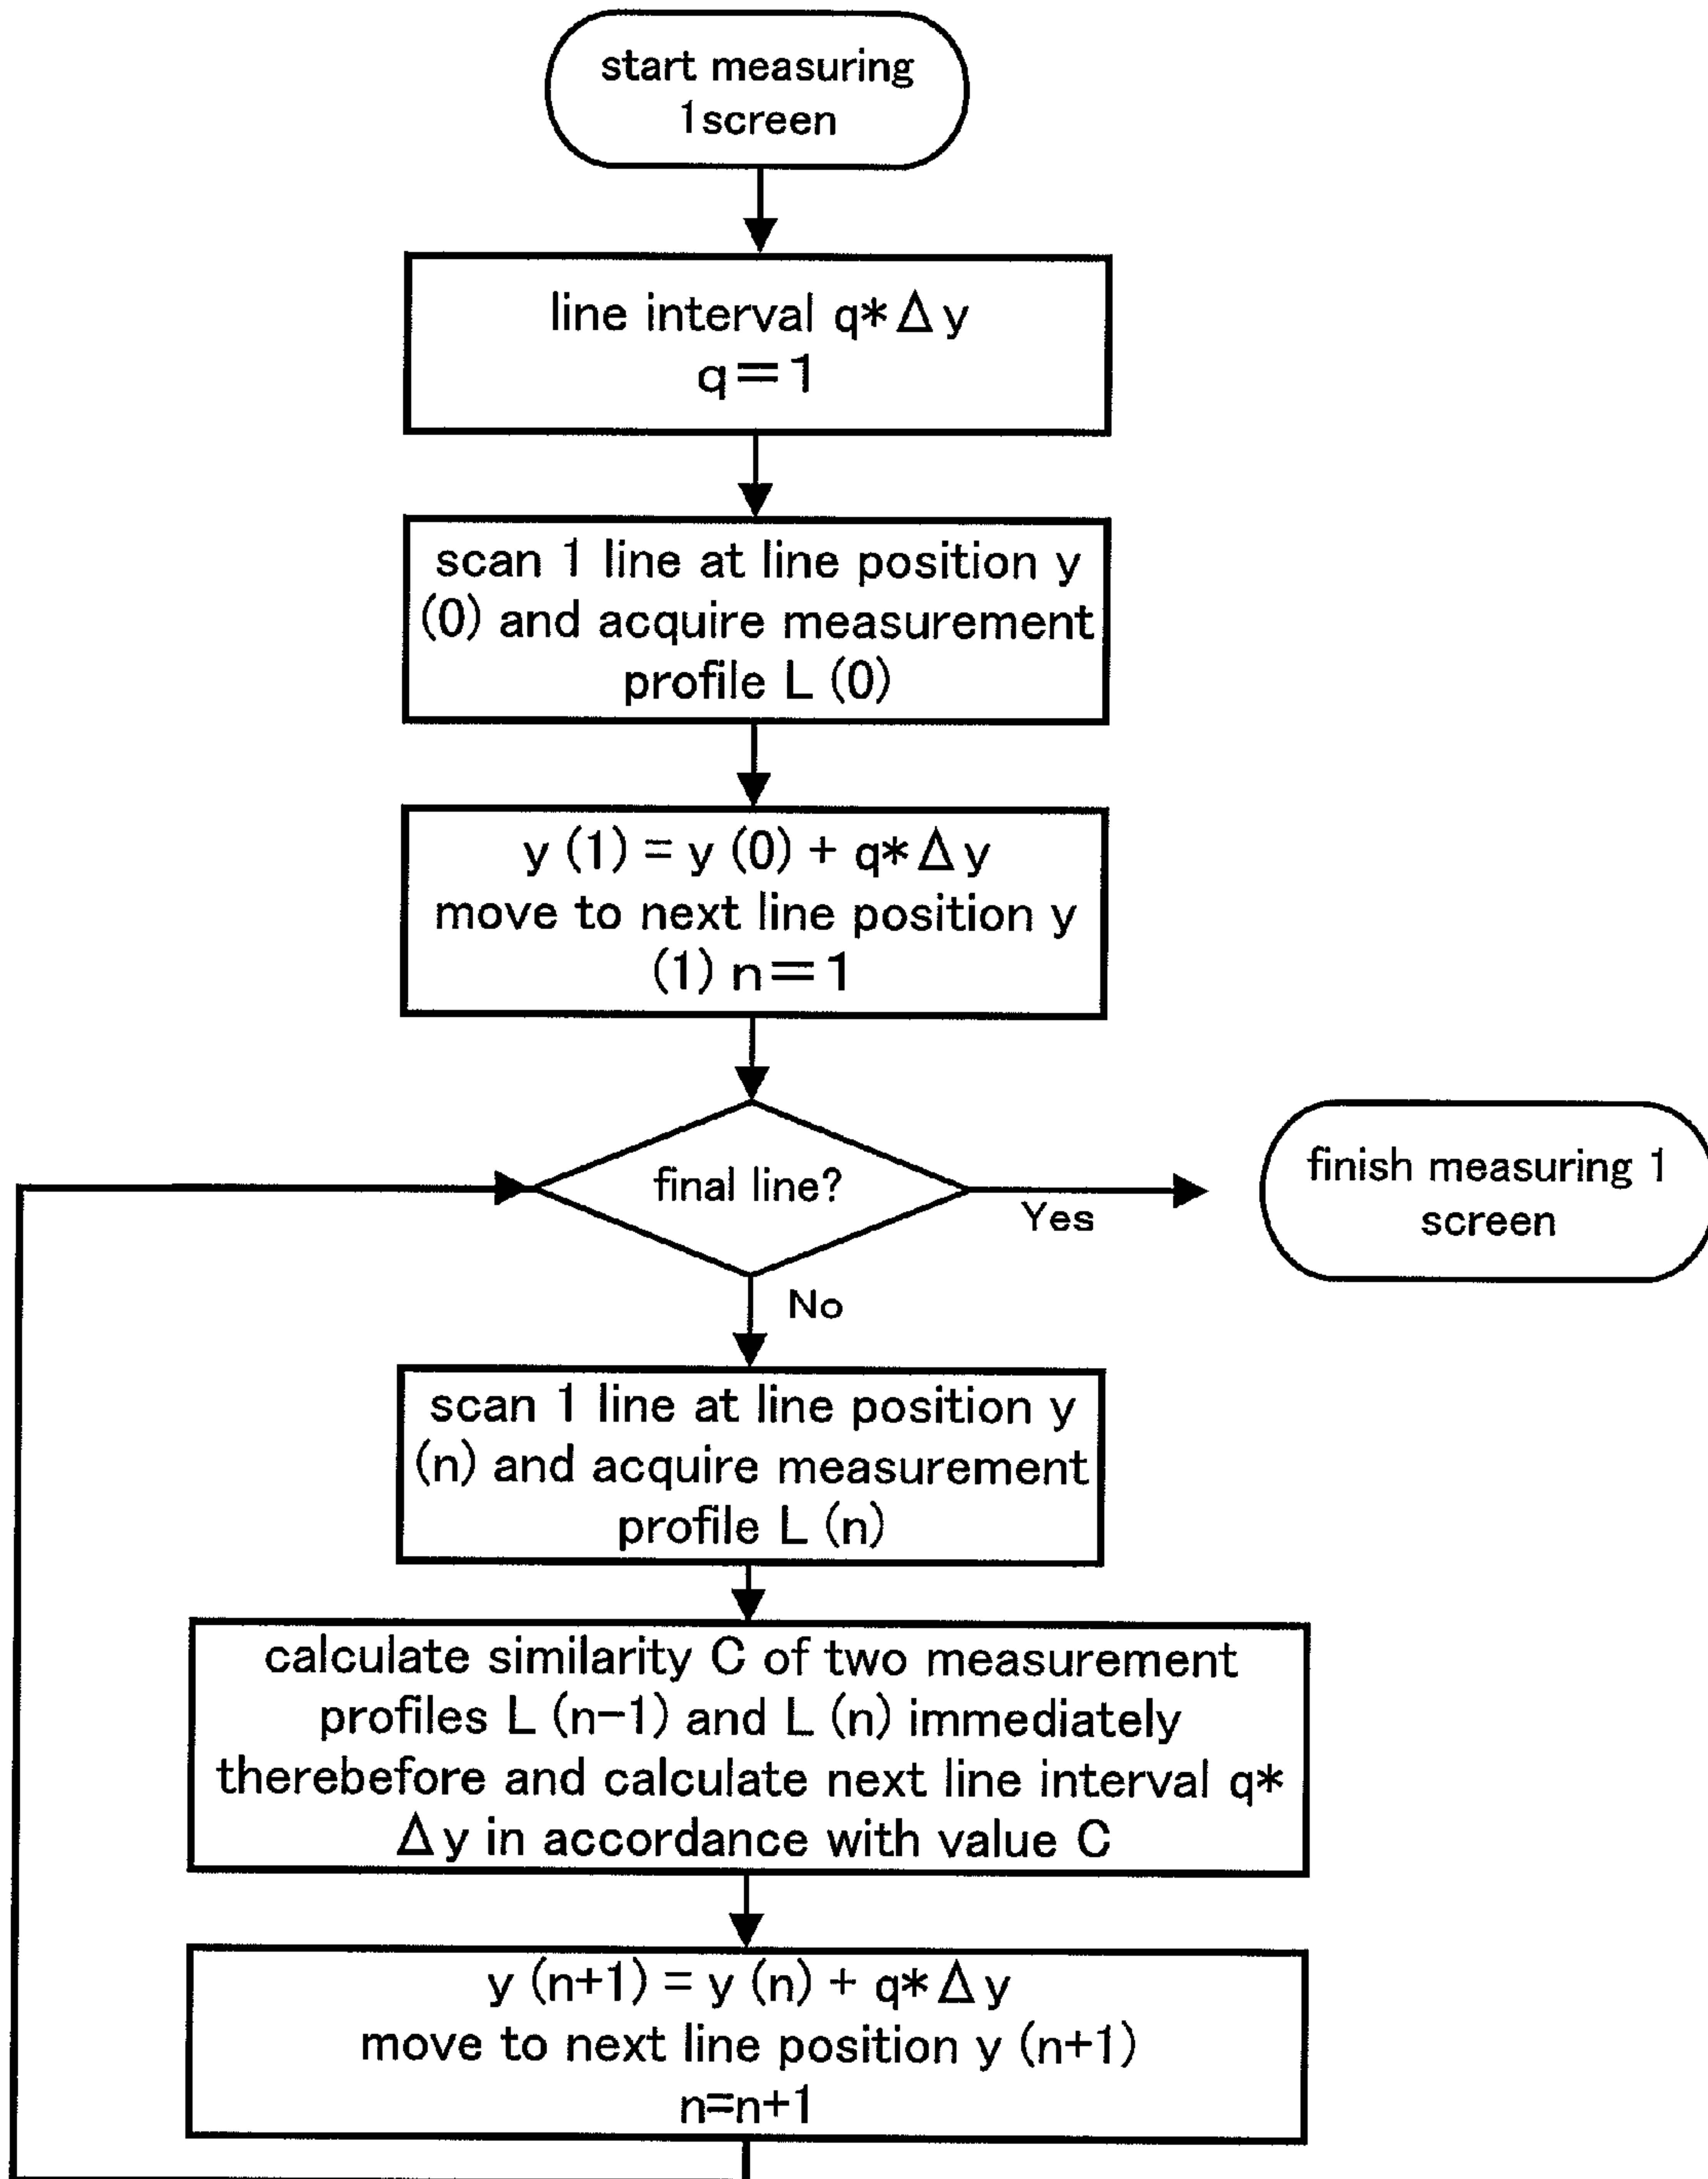 start measuring
1screen
line interval q*Δy
q=1
scan 1 line at line position y
(0) and acquire measurement
profile L (0)
y (1) = y (0) + q*Δy
move to next line position y
(1) n=1
final line?
Yes
finish measuring 1
screen
No
scan 1 line at line position y
(n) and acquire measurement
profile L (n)
calculate similarity C of two measurement
profiles L (n-1) and L (n) immediately
therebefore and calculate next line interval q*
Δy in accordance with value C
y (n+1) = y (n) + q*Δy
move to next line position y (n+1)
n=n+1